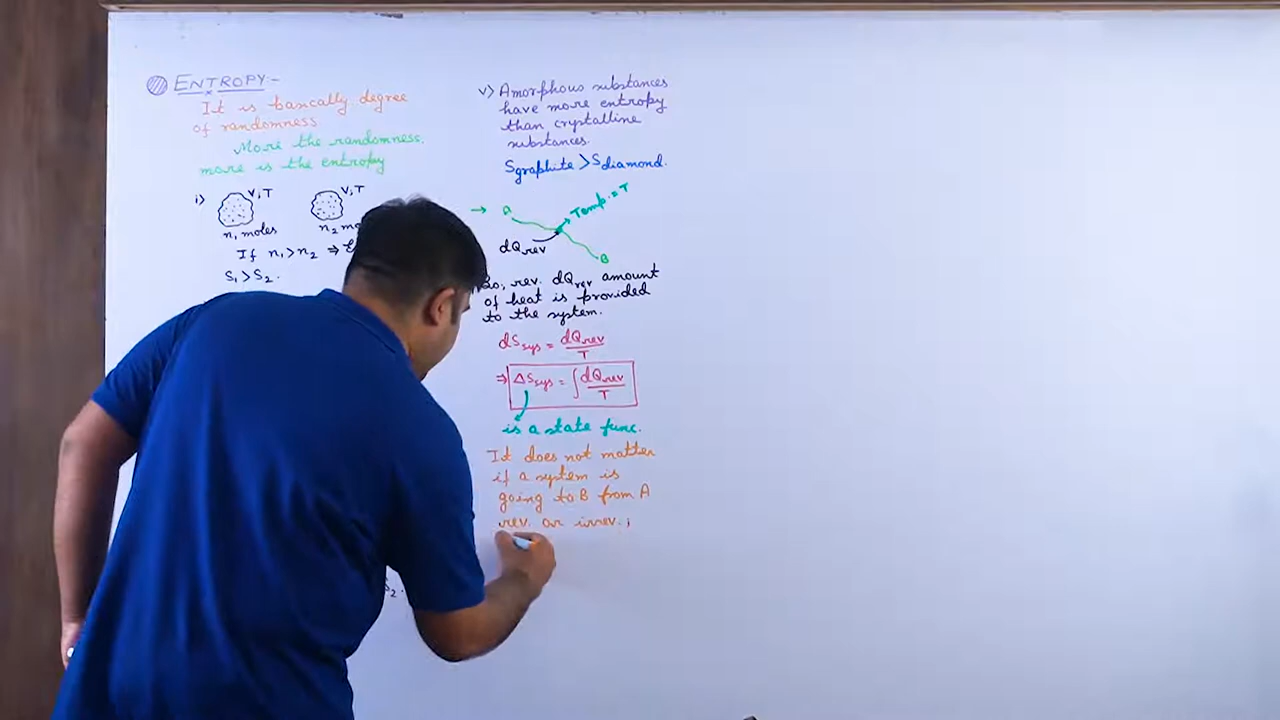 ENTROPY:-
It is basically degree
of randomness
More the randomness,
more is the entropy
i) V, T V, T
n₁ moles n₂
If n₁ > n₂ ⇒
S₁ > S₂.
S₂.
v) Amorphous substances
have more entropy
than crystalline
substances.
Sgraphite > Sdiamond.
→ A Temp. = T
dQrev
B
rev. dQrev amount
of heat is provided
to the system.
dSsys = dQrev/T
⇒ ΔSsys = ∫ dQrev/T
is a state func.
It does not matter
if a system is
going to B from A
rev. or irrev. ;